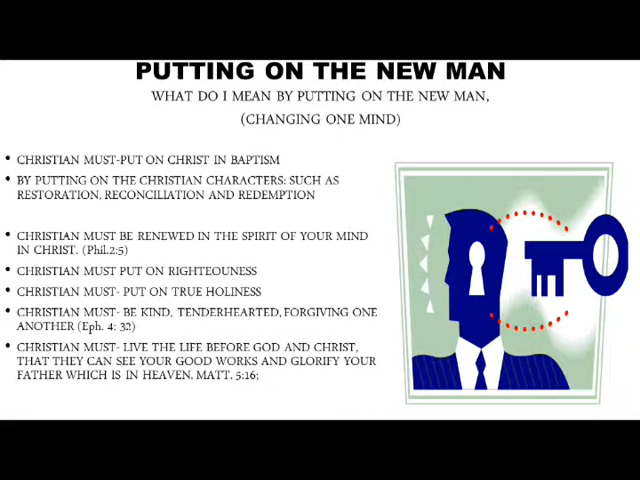 PUTTING ON THE NEW MAN
WHAT DO I MEAN BY PUTTING ON THE NEW MAN,
(CHANGING ONE MIND)
• CHRISTIAN MUST-PUT ON CHRIST IN BAPTISM
• BY PUTTING ON THE CHRISTIAN CHARACTERS: SUCH AS
RESTORATION, RECONCILIATION AND REDEMPTION
• CHRISTIAN MUST BE RENEWED IN THE SPIRIT OF YOUR MIND
IN CHRIST. (Phil.2:5)
• CHRISTIAN MUST PUT ON RIGHTEOUNESS
• CHRISTIAN MUST- PUT ON TRUE HOLINESS
• CHRISTIAN MUST- BE KIND, TENDERHEARTED,FORGIVING ONE
ANOTHER (Eph. 4: 32)
• CHRISTIAN MUST- LIVE THE LIFE BEFORE GOD AND CHRIST,
THAT THEY CAN SEE YOUR GOOD WORKS AND GLORIFY YOUR
FATHER WHICH IS IN HEAVEN. MATT. 5:16;